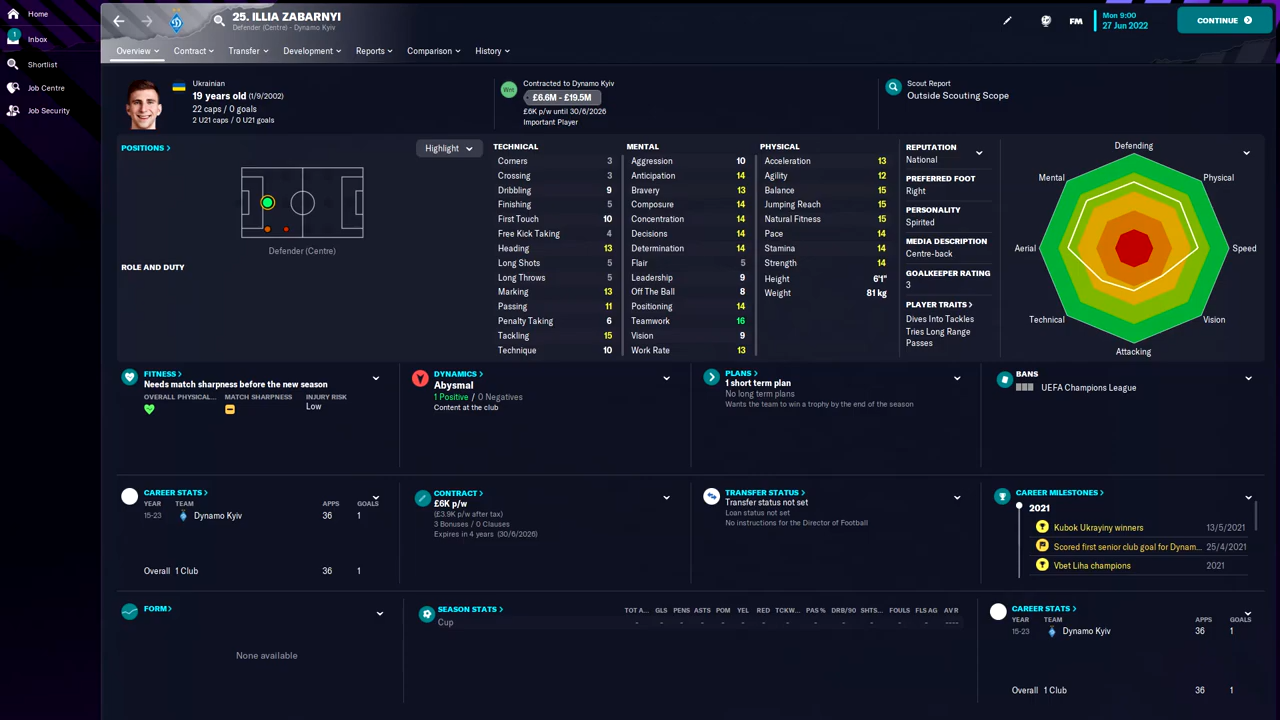 Home
1
Inbox
Shortlist
Job Centre
Job Security
25. ILLIA ZABARNYI
Defender (Centre) - Dynamo Kyiv
FM
Mon 9:00
27 Jun 2022
CONTINUE
Overview
Contract
Transfer
Development
Reports
Comparison
History
Ukrainian
19 years old (1/9/2002)
22 caps / 0 goals
2 U21 caps / 0 U21 goals
Wnt
Contracted to Dynamo Kyiv
£6.6M - £19.5M
£6K p/w until 30/6/2026
Important Player
Scout Report
Outside Scouting Scope
POSITIONS
Highlight
Defender (Centre)
ROLE AND DUTY
TECHNICAL
Corners 3
Crossing 3
Dribbling 9
Finishing 5
First Touch 10
Free Kick Taking 4
Heading 13
Long Shots 5
Long Throws 5
Marking 13
Passing 11
Penalty Taking 6
Tackling 15
Technique 10
MENTAL
Aggression 10
Anticipation 14
Bravery 13
Composure 14
Concentration 14
Decisions 14
Determination 14
Flair 5
Leadership 9
Off The Ball 8
Positioning 14
Teamwork 16
Vision 9
Work Rate 13
PHYSICAL
Acceleration 13
Agility 12
Balance 15
Jumping Reach 15
Natural Fitness 15
Pace 14
Stamina 14
Strength 14
Height 6'1"
Weight 81 kg
REPUTATION
National
PREFERRED FOOT
Right
PERSONALITY
Spirited
MEDIA DESCRIPTION
Centre-back
GOALKEEPER RATING
3
PLAYER TRAITS
Dives Into Tackles
Tries Long Range
Passes
Defending
Mental
Physical
Aerial
Speed
Technical
Vision
Attacking
FITNESS
Needs match sharpness before the new season
OVERALL PHYSICAL... MATCH SHARPNESS INJURY RISK
Low
DYNAMICS
Abysmal
1 Positive / 0 Negatives
Content at the club
PLANS
1 short term plan
No long term plans
Wants the team to win a trophy by the end of the season
BANS
UEFA Champions League
CAREER STATS
YEAR TEAM APPS GOALS
15-23 Dynamo Kyiv 36 1
Overall 1 Club 36 1
CONTRACT
£6K p/w
(£3.9K p/w after tax)
3 Bonuses / 0 Clauses
Expires in 4 years (30/6/2026)
TRANSFER STATUS
Transfer status not set
Loan status not set
No instructions for the Director of Football
CAREER MILESTONES
2021
Kubok Ukrayiny winners 13/5/2021
Scored first senior club goal for Dynam... 25/4/2021
Vbet Liha champions 2021
FORM
None available
SEASON STATS
TOT A... GLS PENS ASTS POM YEL RED TCKW... PAS % DRB/90 SHTS... FOULS FLS AG AVR
Cup - - - - - - - - - - - - - ----
CAREER STATS
YEAR TEAM APPS GOALS
15-23 Dynamo Kyiv 36 1
Overall 1 Club 36 1